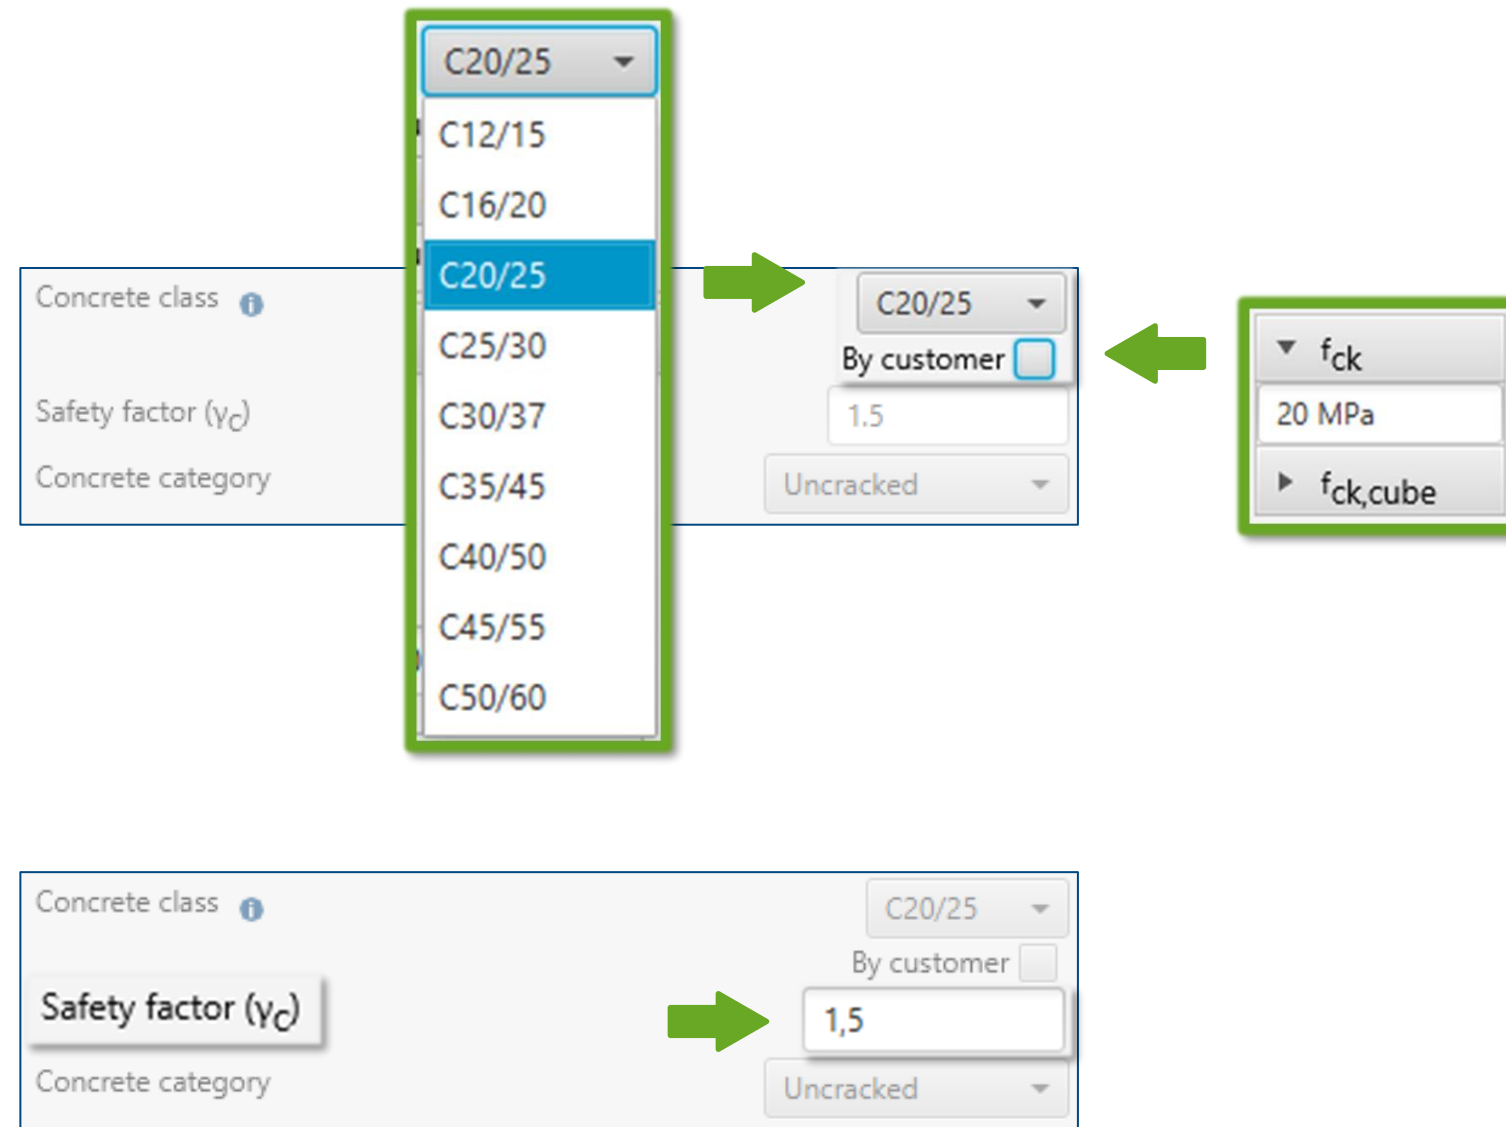 C20/25
C12/15
C16/20
C20/25
C25/30
C30/37
C35/45
C40/50
C45/55
C50/60
Concrete class
C20/25
By customer
Safety factor (γC)
1.5
Concrete category
Uncracked
fck
20 MPa
fck,cube
Concrete class
C20/25
By customer
Safety factor (γC)
1,5
Concrete category
Uncracked